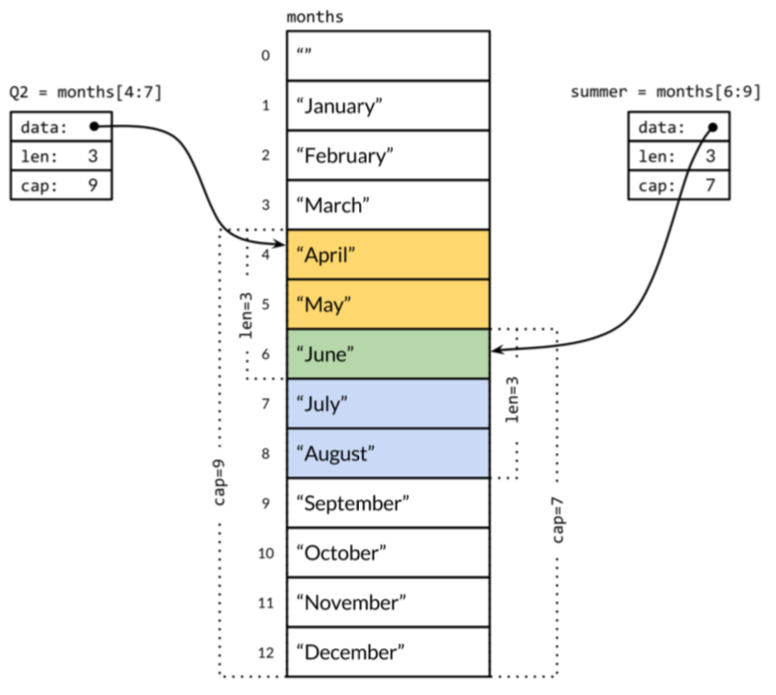 months
0 “”
Q2 = months[4:7]
data:
len: 3
cap: 9
summer = months[6:9]
data:
len: 3
cap: 7
1 “January”
2 “February”
3 “March”
4 “April”
5 “May”
6 “June”
7 “July”
8 “August”
9 “September”
10 “October”
11 “November”
12 “December”
len=3
cap=9
len=3
cap=7